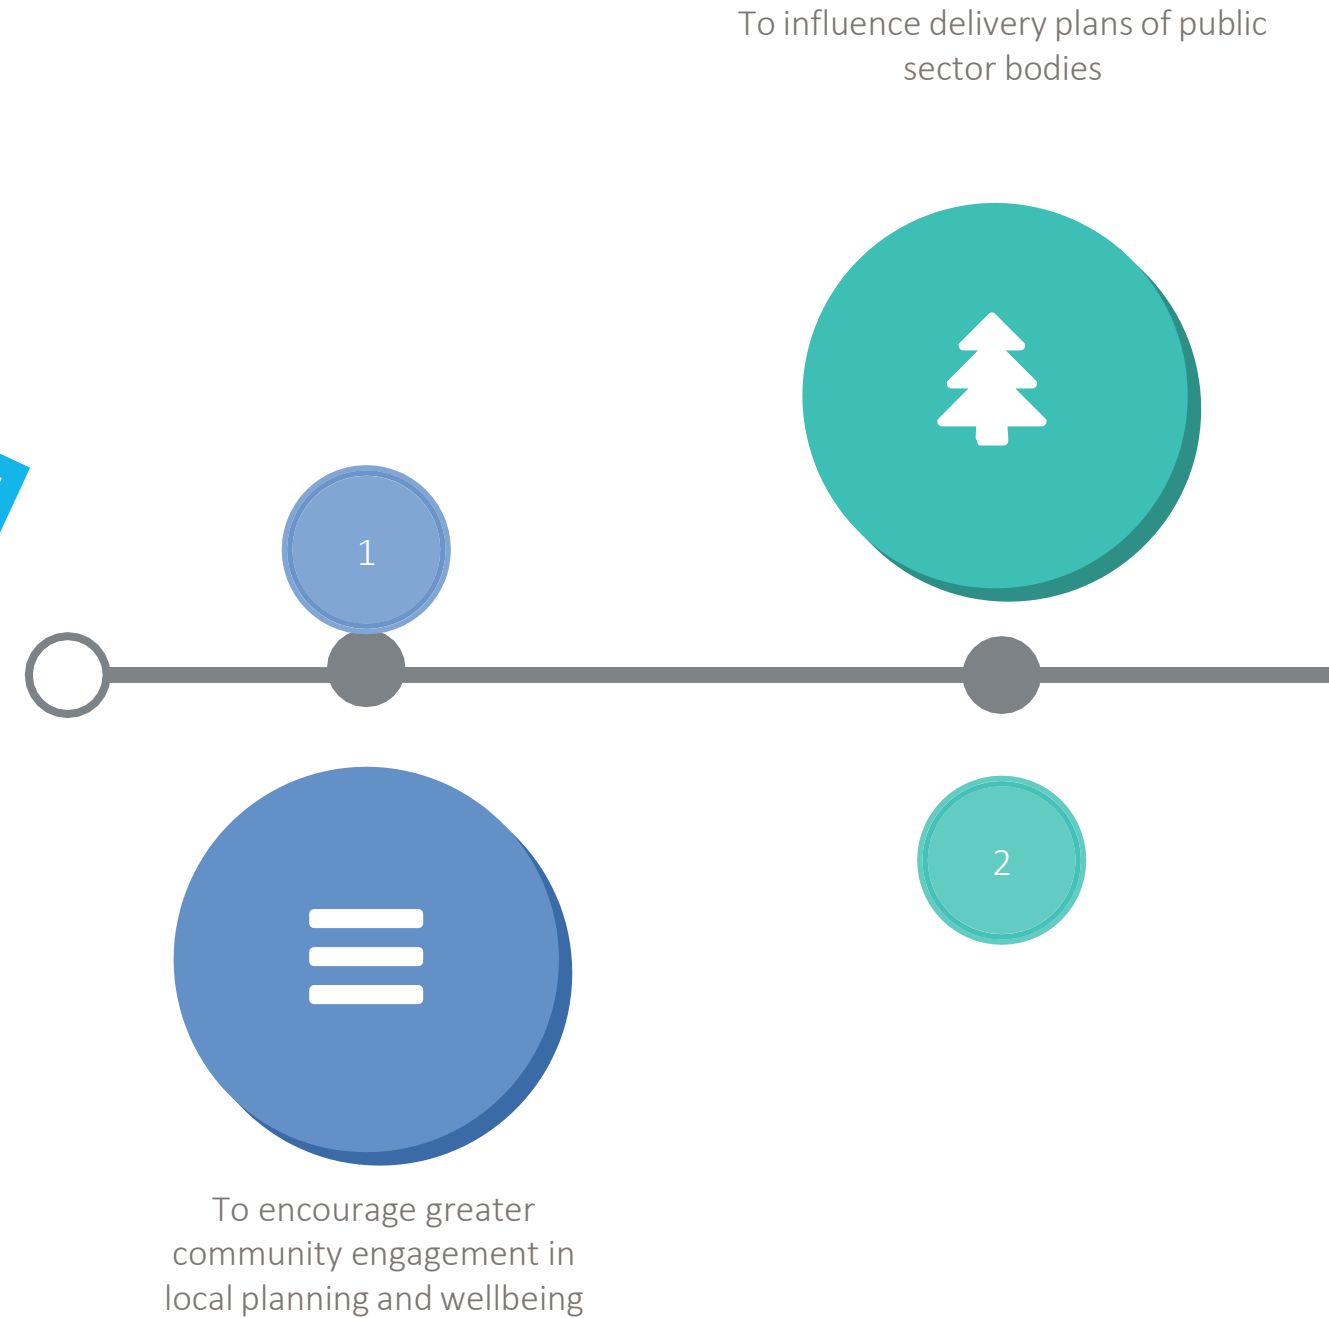 To influence delivery plans of public
sector bodies
1
2
To encourage greater
community engagement in
local planning and wellbeing